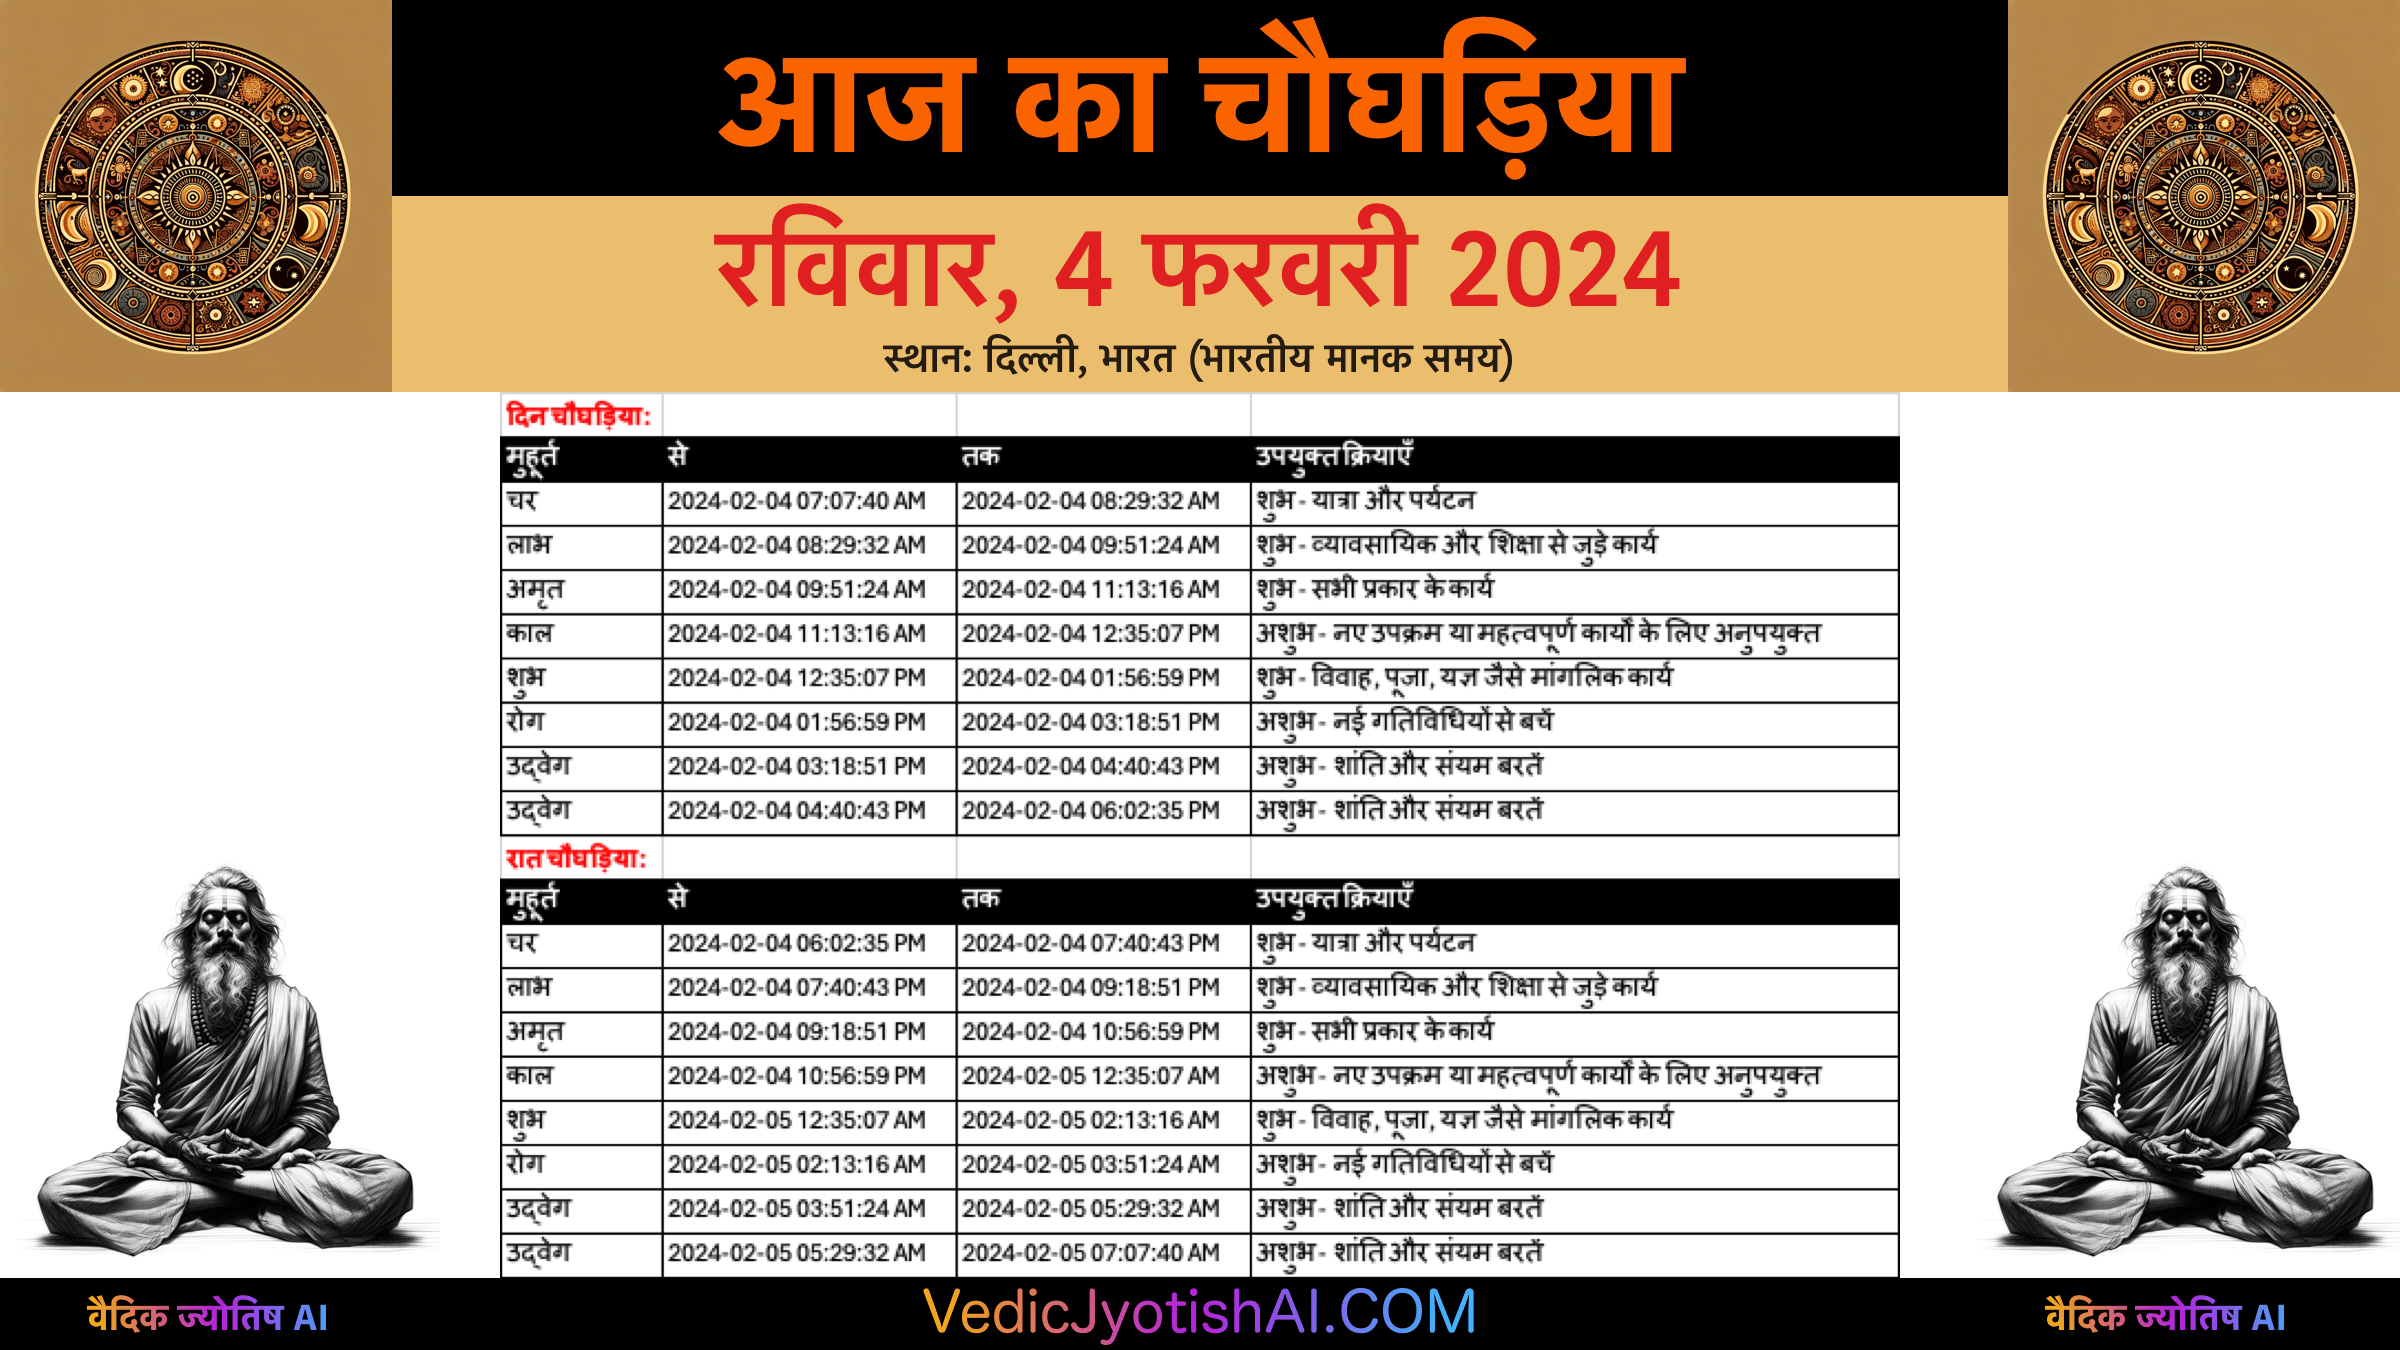 आज का चौघड़िया
रविवार, 4 फरवरी 2024
स्थान: दिल्ली, भारत (भारतीय मानक समय)
दिन चौघड़िया:
मुहूर्त से तक उपयुक्त क्रियाएँ
चर 2024-02-04 07:07:40 AM 2024-02-04 08:29:32 AM शुभ - यात्रा और पर्यटन
लाभ 2024-02-04 08:29:32 AM 2024-02-04 09:51:24 AM शुभ - व्यावसायिक और शिक्षा से जुड़े कार्य
अमृत 2024-02-04 09:51:24 AM 2024-02-04 11:13:16 AM शुभ - सभी प्रकार के कार्य
काल 2024-02-04 11:13:16 AM 2024-02-04 12:35:07 PM अशुभ - नए उपक्रम या महत्वपूर्ण कार्यों के लिए अनुपयुक्त
शुभ 2024-02-04 12:35:07 PM 2024-02-04 01:56:59 PM शुभ - विवाह, पूजा, यज्ञ जैसे मांगलिक कार्य
रोग 2024-02-04 01:56:59 PM 2024-02-04 03:18:51 PM अशुभ - नई गतिविधियों से बचें
उद्वेग 2024-02-04 03:18:51 PM 2024-02-04 04:40:43 PM अशुभ - शांति और संयम बरतें
उद्वेग 2024-02-04 04:40:43 PM 2024-02-04 06:02:35 PM अशुभ - शांति और संयम बरतें
रात चौघड़िया:
मुहूर्त से तक उपयुक्त क्रियाएँ
चर 2024-02-04 06:02:35 PM 2024-02-04 07:40:43 PM शुभ - यात्रा और पर्यटन
लाभ 2024-02-04 07:40:43 PM 2024-02-04 09:18:51 PM शुभ - व्यावसायिक और शिक्षा से जुड़े कार्य
अमृत 2024-02-04 09:18:51 PM 2024-02-04 10:56:59 PM शुभ - सभी प्रकार के कार्य
काल 2024-02-04 10:56:59 PM 2024-02-05 12:35:07 AM अशुभ - नए उपक्रम या महत्वपूर्ण कार्यों के लिए अनुपयुक्त
शुभ 2024-02-05 12:35:07 AM 2024-02-05 02:13:16 AM शुभ - विवाह, पूजा, यज्ञ जैसे मांगलिक कार्य
रोग 2024-02-05 02:13:16 AM 2024-02-05 03:51:24 AM अशुभ - नई गतिविधियों से बचें
उद्वेग 2024-02-05 03:51:24 AM 2024-02-05 05:29:32 AM अशुभ - शांति और संयम बरतें
उद्वेग 2024-02-05 05:29:32 AM 2024-02-05 07:07:40 AM अशुभ - शांति और संयम बरतें
वैदिक ज्योतिष AI VedicJyotishAI.COM वैदिक ज्योतिष AI